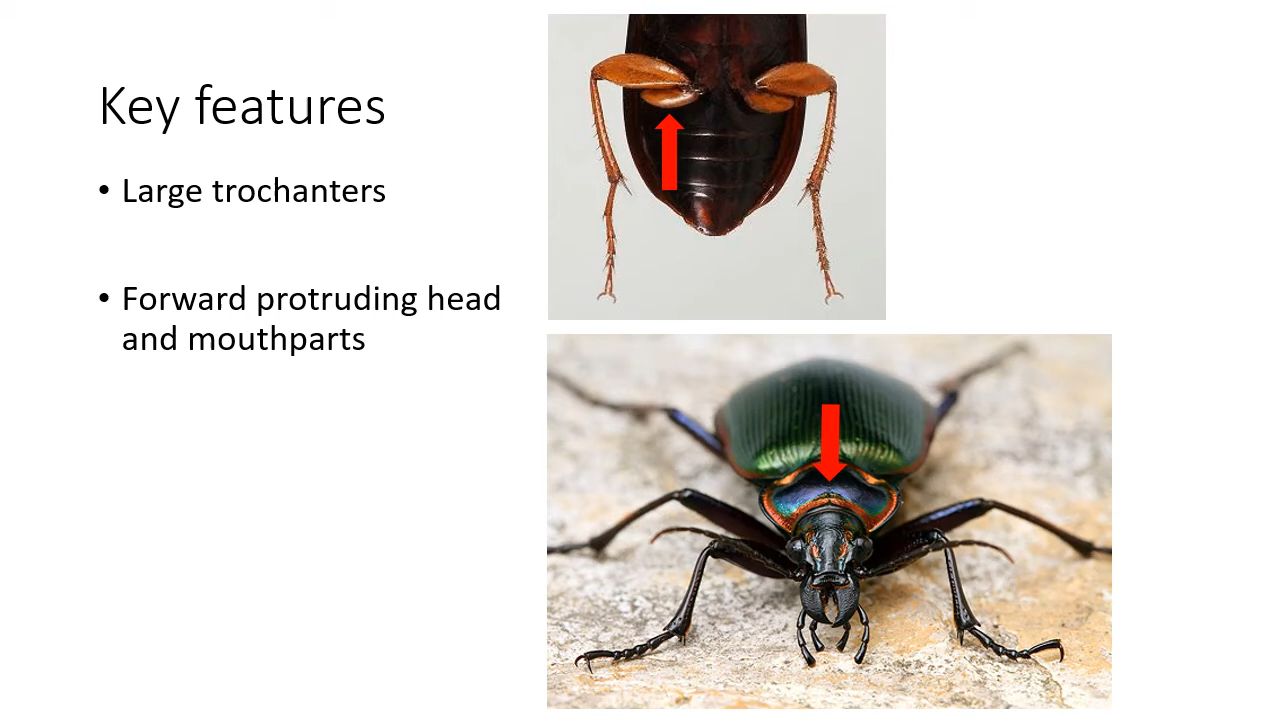 Key features
• Large trochanters
• Forward protruding head
and mouthparts